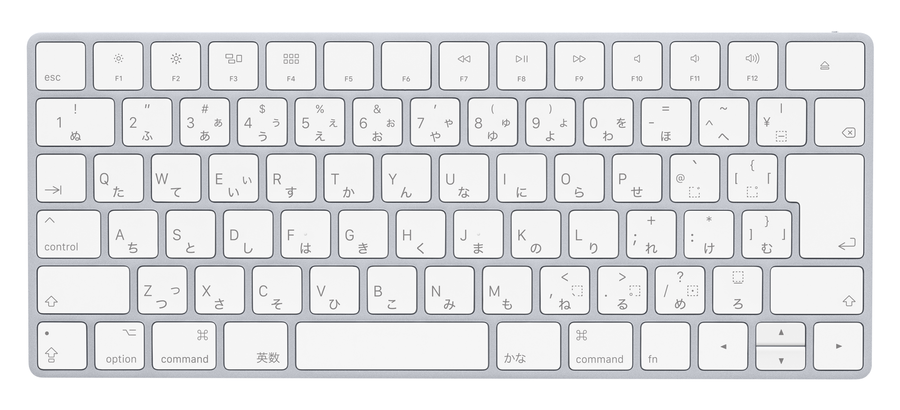 esc F1 F2 F3 F4 F5 F6 F7 F8 F9 F10 F11 F12
! 1 ぬ " 2 ふ # 3 ぁ あ $ 4 ぅ う % 5 ぇ え & 6 ぉ お ' 7 ゃ や ( 8 ゅ ゆ ) 9 ょ よ 0 を わ = - ほ ~ ^ へ | ¥
Q た W て E ぃ い R す T か Y ん U な I に O ら P せ ` @ { [ 「
control A ち S と D し F は G き H く J ま K の L り + ; れ * : け } ] 」 む
Z っ つ X さ C そ V ひ B こ N み M も < , ね > . る ? / め ろ
option ⌘ command 英数 かな ⌘ command fn